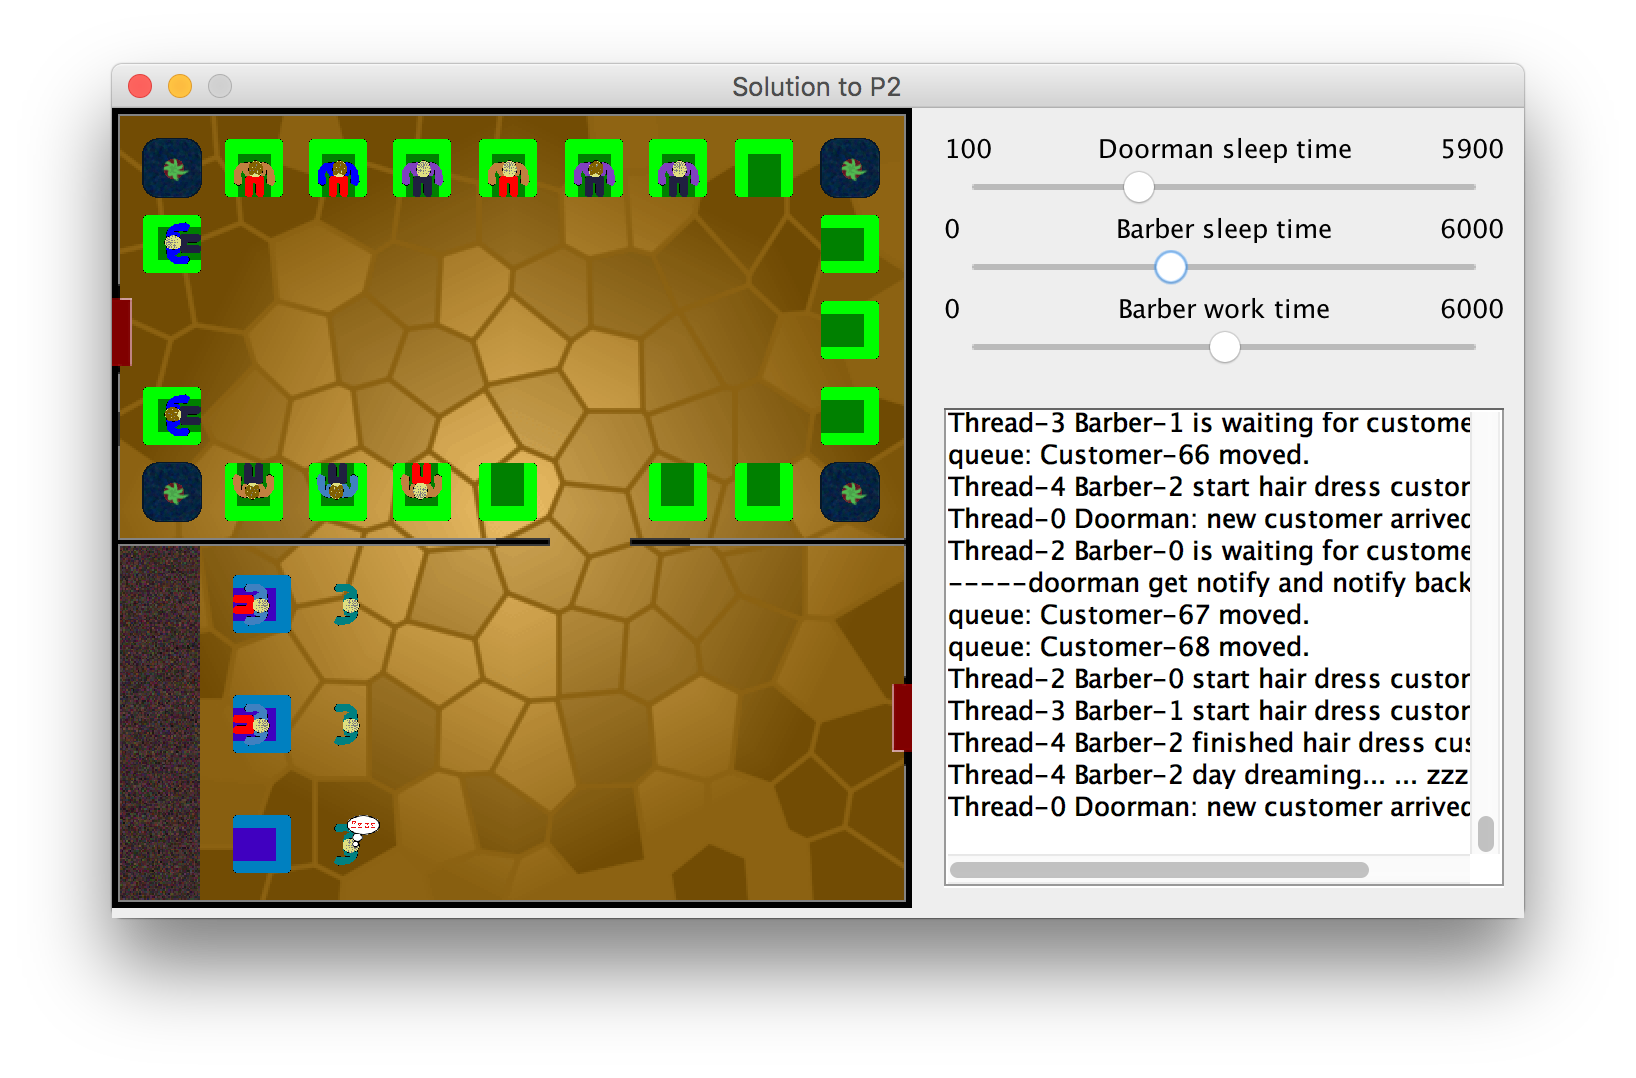 Solution to P2
100 Doorman sleep time 5900
0 Barber sleep time 6000
0 Barber work time 6000
Thread-3 Barber-1 is waiting for custome
queue: Customer-66 moved.
Thread-4 Barber-2 start hair dress custor
Thread-0 Doorman: new customer arrived
Thread-2 Barber-0 is waiting for custome
-----doorman get notify and notify back
queue: Customer-67 moved.
queue: Customer-68 moved.
Thread-2 Barber-0 start hair dress custor
Thread-3 Barber-1 start hair dress custor
Thread-4 Barber-2 finished hair dress cus
Thread-4 Barber-2 day dreaming... ... zzz
Thread-0 Doorman: new customer arrived